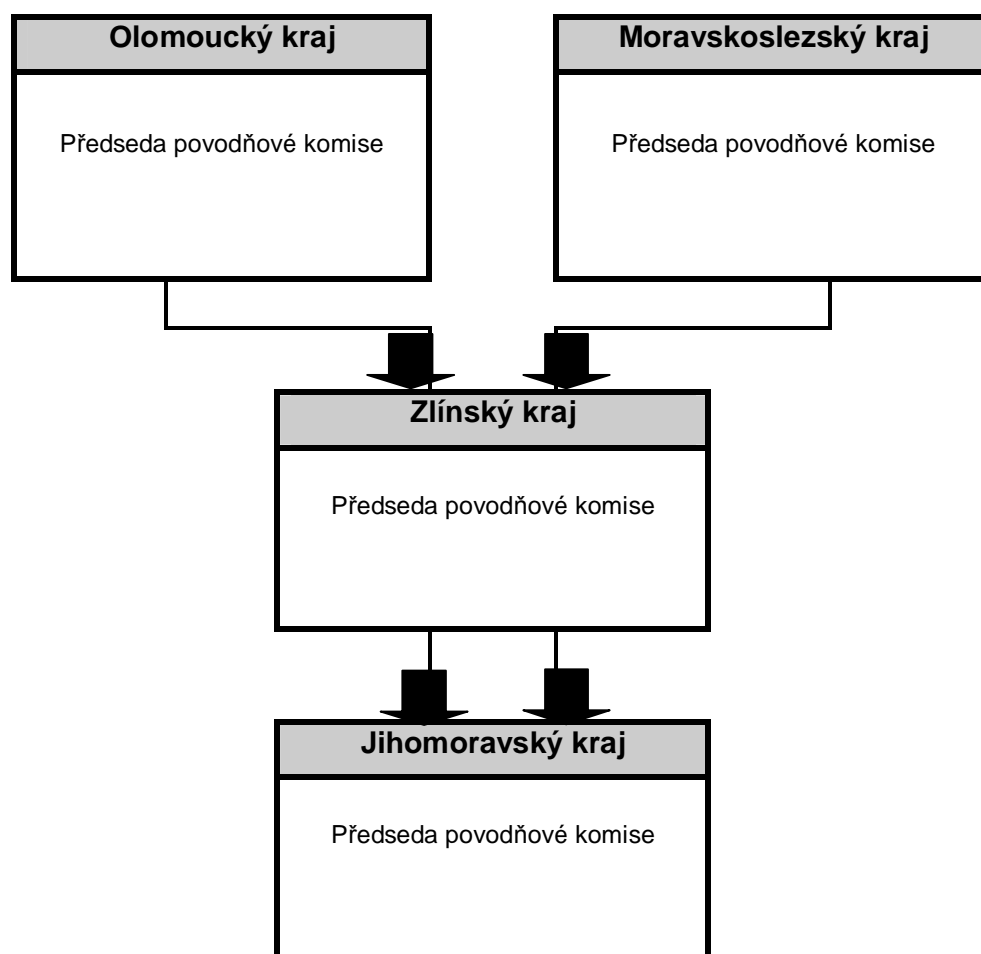 Olomoucký kraj
Předseda povodňové komise
Moravskoslezský kraj
Předseda povodňové komise
Zlínský kraj
Předseda povodňové komise
Jihomoravský kraj
Předseda povodňové komise